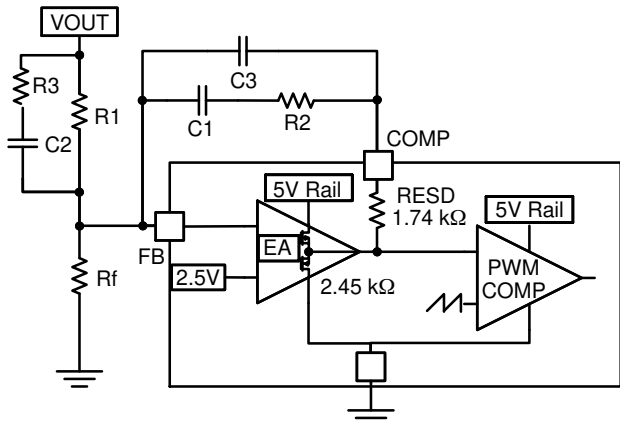 VOUT
R3
R1
C2
C3
C1
R2
COMP
5V Rail
RESD
1.74 kΩ
5V Rail
EA
FB
Rf
2.5V
2.45 kΩ
PWM
COMP